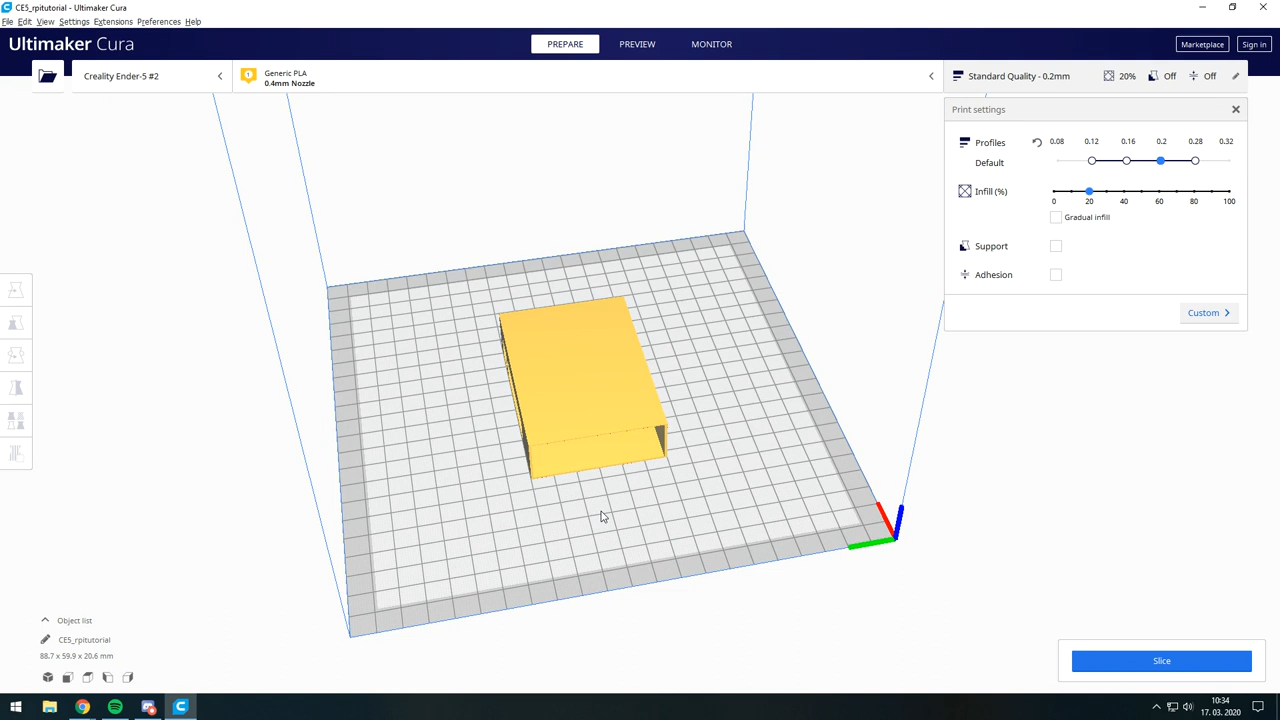 CE5_rpitutorial - Ultimaker Cura
File Edit View Settings Extensions Preferences Help
Ultimaker Cura
PREPARE
PREVIEW
MONITOR
Marketplace
Sign in
Creality Ender-5 #2
1
Generic PLA
0.4mm Nozzle
Standard Quality - 0.2mm
20%
Off
Off
Print settings
Profiles
0.08 0.12 0.16 0.2 0.28 0.32
Default
Infill (%)
0 20 40 60 80 100
Gradual infill
Support
Adhesion
Custom
Object list
CE5_rpitutorial
88.7 x 59.9 x 20.6 mm
Slice
10:34
17. 03. 2020